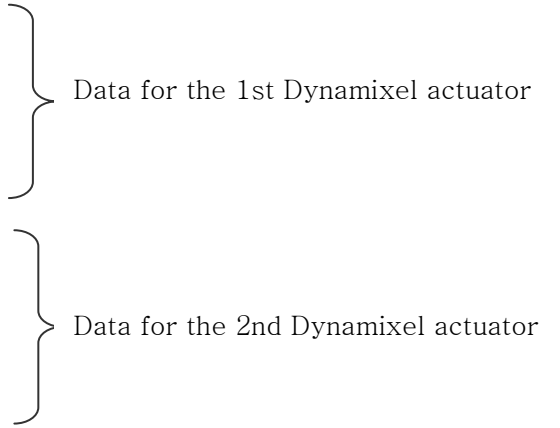 Data for the 1st Dynamixel actuator
Data for the 2nd Dynamixel actuator